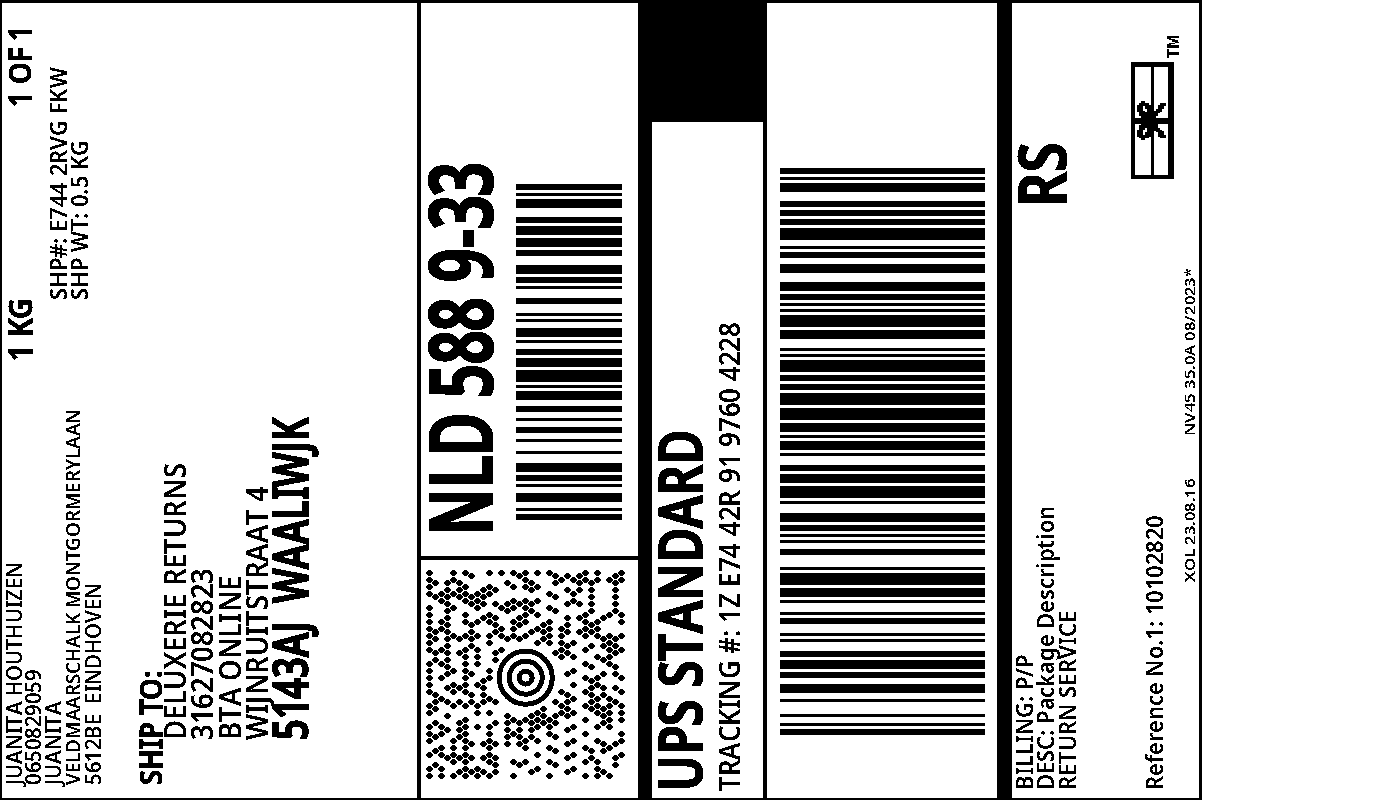 JUANITA HOUTHUIZEN
0650829059
JUANITA
VELDMAARSCHALK MONTGORMERYLAAN
5612BE EINDHOVEN
1 KG
1 OF 1
SHP#: E744 2RVG FKW
SHP WT: 0.5 KG
SHIP TO:
DELUXERIE RETURNS
31627082823
BTA ONLINE
WIJNRUITSTRAAT 4
5143AJ WAALIWJK
NLD 588 9-33
UPS STANDARD
TRACKING #: 1Z E74 42R 91 9760 4228
BILLING: P/P
DESC: Package Description
RETURN SERVICE
RS
Reference No.1: 10102820
XOL 23.08.16
NV45 35.0A 08/2023*
TM